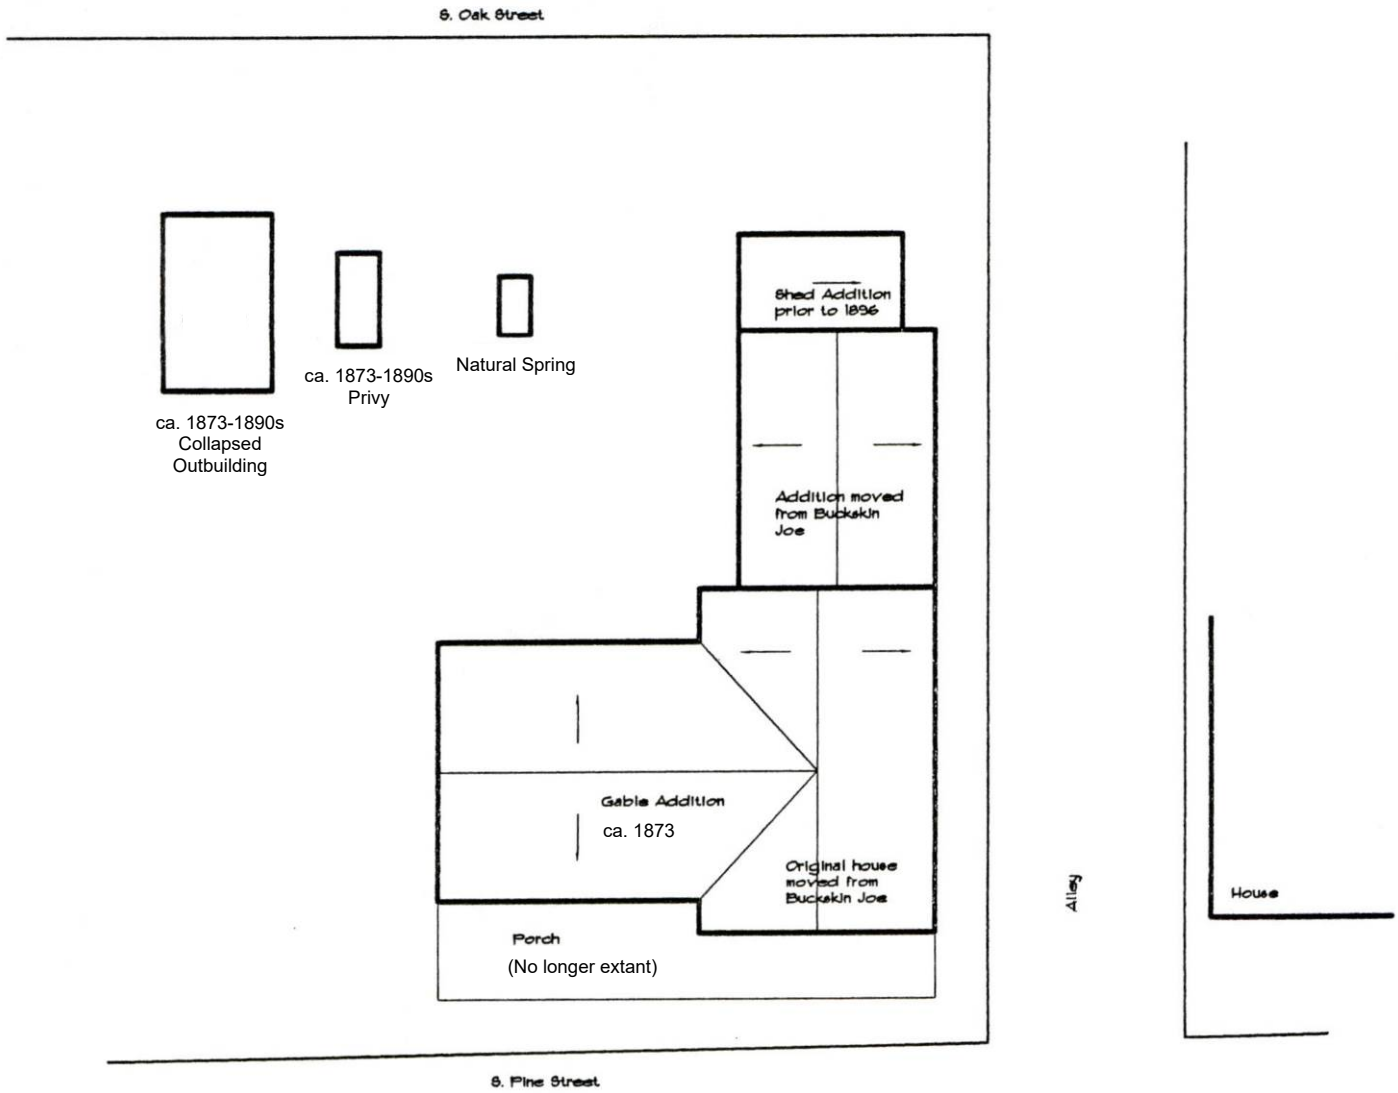 S. Oak Street
Shed Addition
prior to 1896
Natural Spring
ca. 1873-1890s
Privy
ca. 1873-1890s
Collapsed
Outbuilding
Addition moved
from Buckskin
Joe
Gable Addition
ca. 1873
Original house
moved from
Buckskin Joe
Alley
House
Porch
(No longer extant)
S. Pine Street